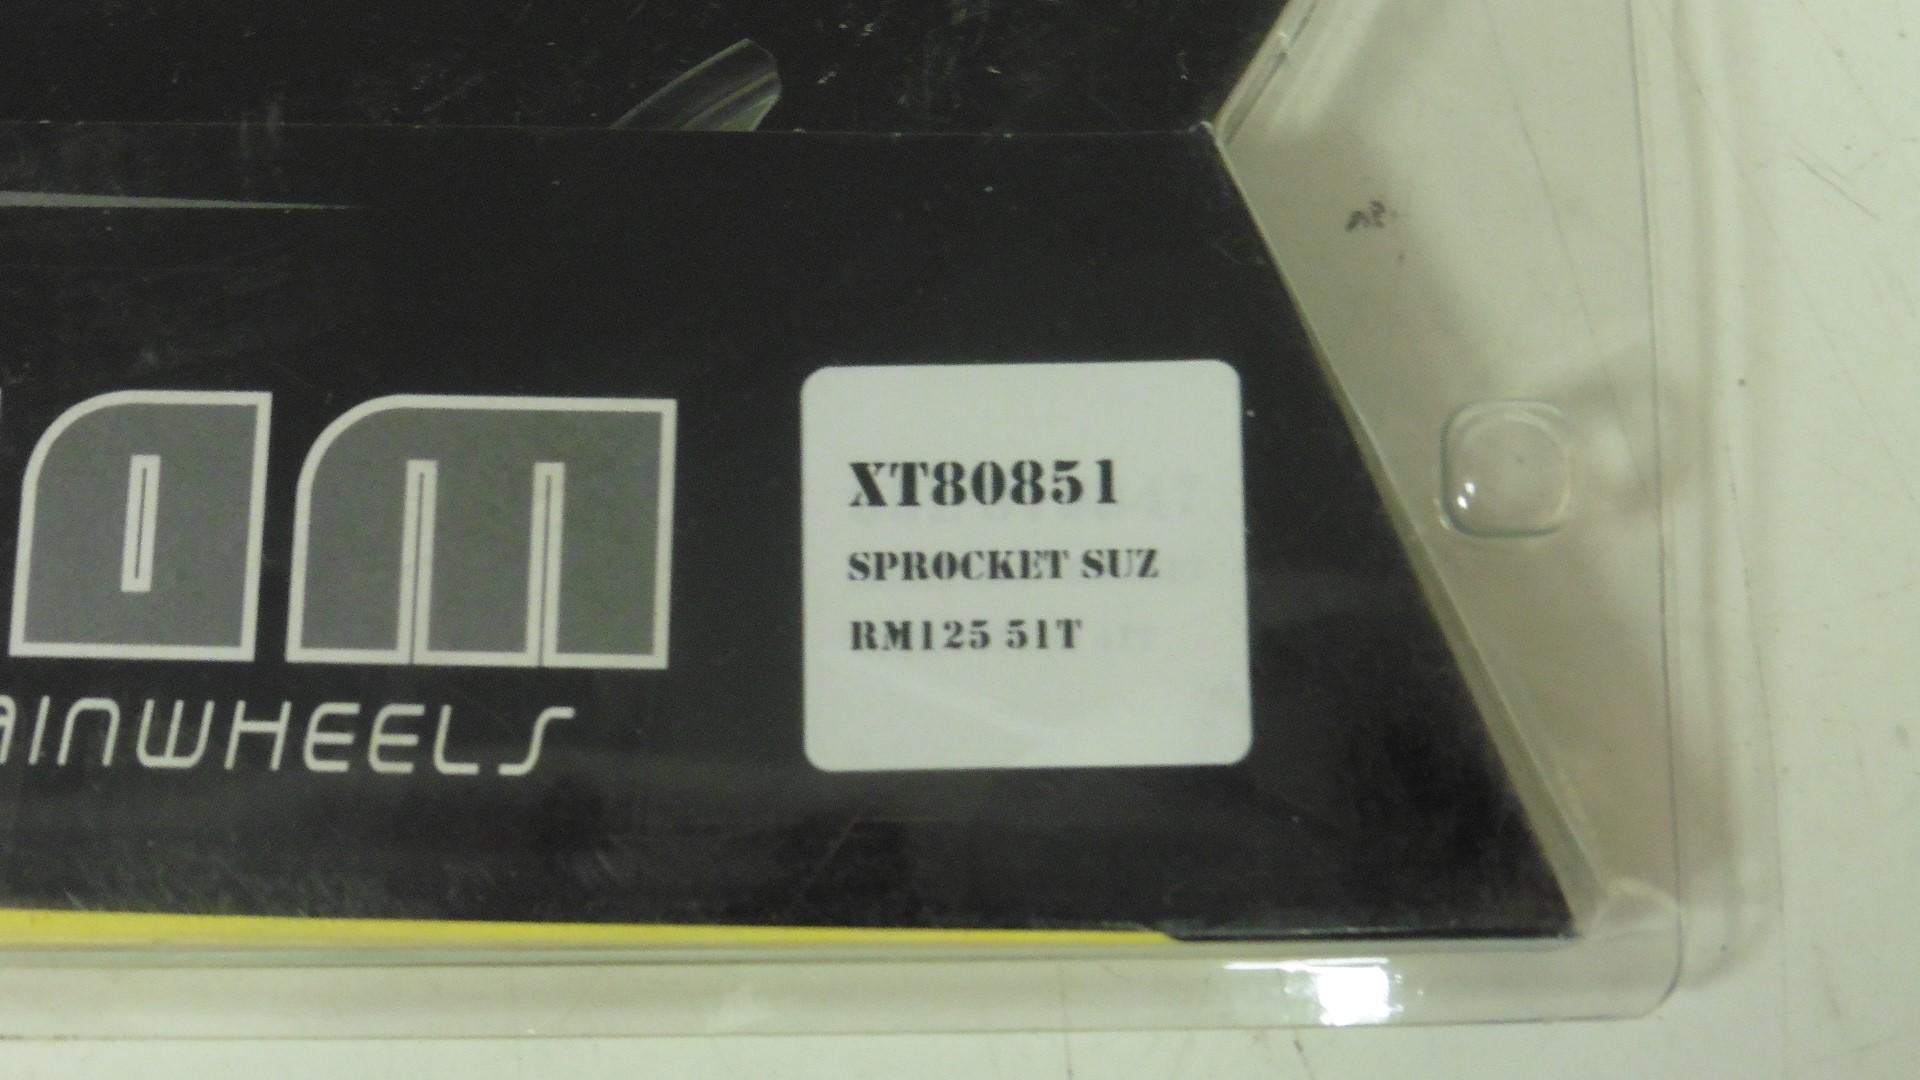 XT80851
SPROCKET SUZ
RM125 51T
AINWHEELS